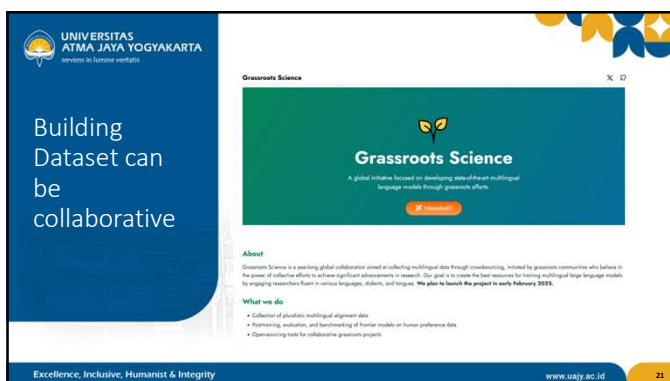 UNIVERSITAS
ATMA JAYA YOGYAKARTA
serviens in lumine veritatis
Building
Dataset can
be
collaborative
Grassroots Science
Grassroots Science
A global initiative focused on developing state-of-the-art multilingual
language models through grassroots efforts.
Interested?
About
Grassroots Science is a year-long global collaboration aimed at collecting multilingual data through crowdsourcing, initiated by grassroots communities who believe in
the power of collective efforts to achieve significant advancements in research. Our goal is to create the best resources for training multilingual large language models
by engaging researchers fluent in various languages, dialects, and tongues. We plan to launch the project in early February 2025.
What we do
• Collection of pluralistic multilingual alignment data.
• Posttraining, evaluation, and benchmarking of frontier models on human preference data.
• Open-sourcing tools for collaborative grassroots projects
Excellence, Inclusive, Humanist & Integrity
www.uajy.ac.id
21